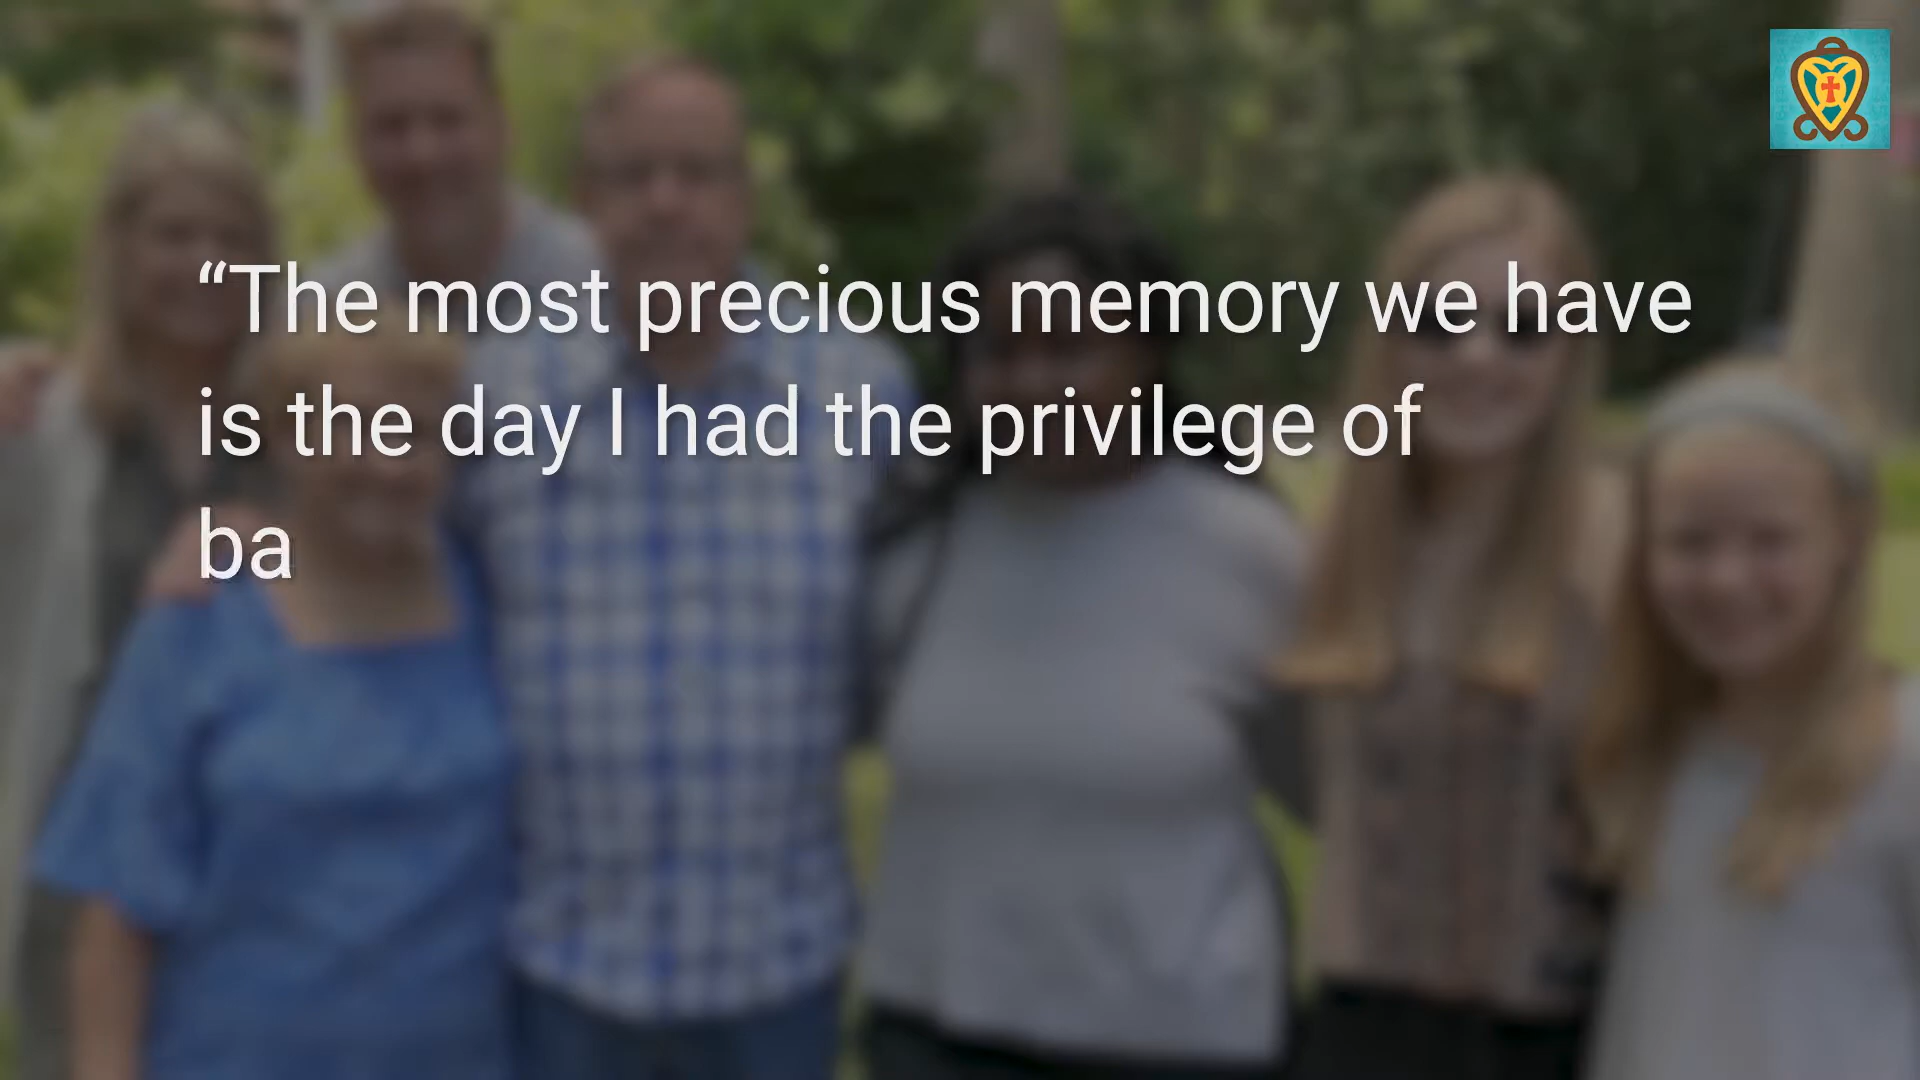 “The most precious memory we have
is the day I had the privilege of
ba